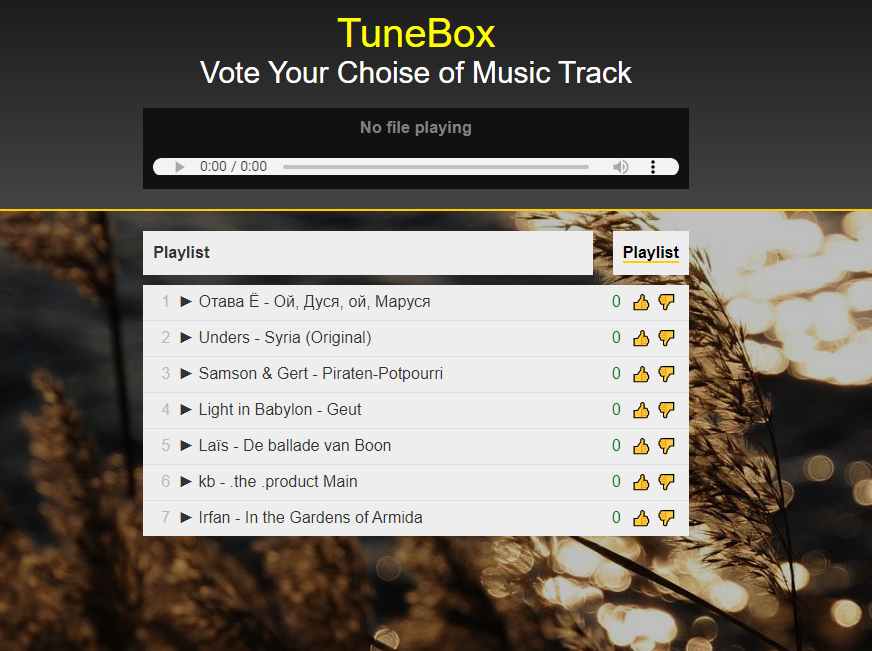 TuneBox
Vote Your Choise of Music Track
No file playing
0:00 / 0:00
Playlist Playlist
1 ► Отава Ё - Ой, Дуся, ой, Маруся 0
2 ► Unders - Syria (Original) 0
3 ► Samson & Gert - Piraten-Potpourri 0
4 ► Light in Babylon - Geut 0
5 ► Laïs - De ballade van Boon 0
6 ► kb - .the .product Main 0
7 ► Irfan - In the Gardens of Armida 0